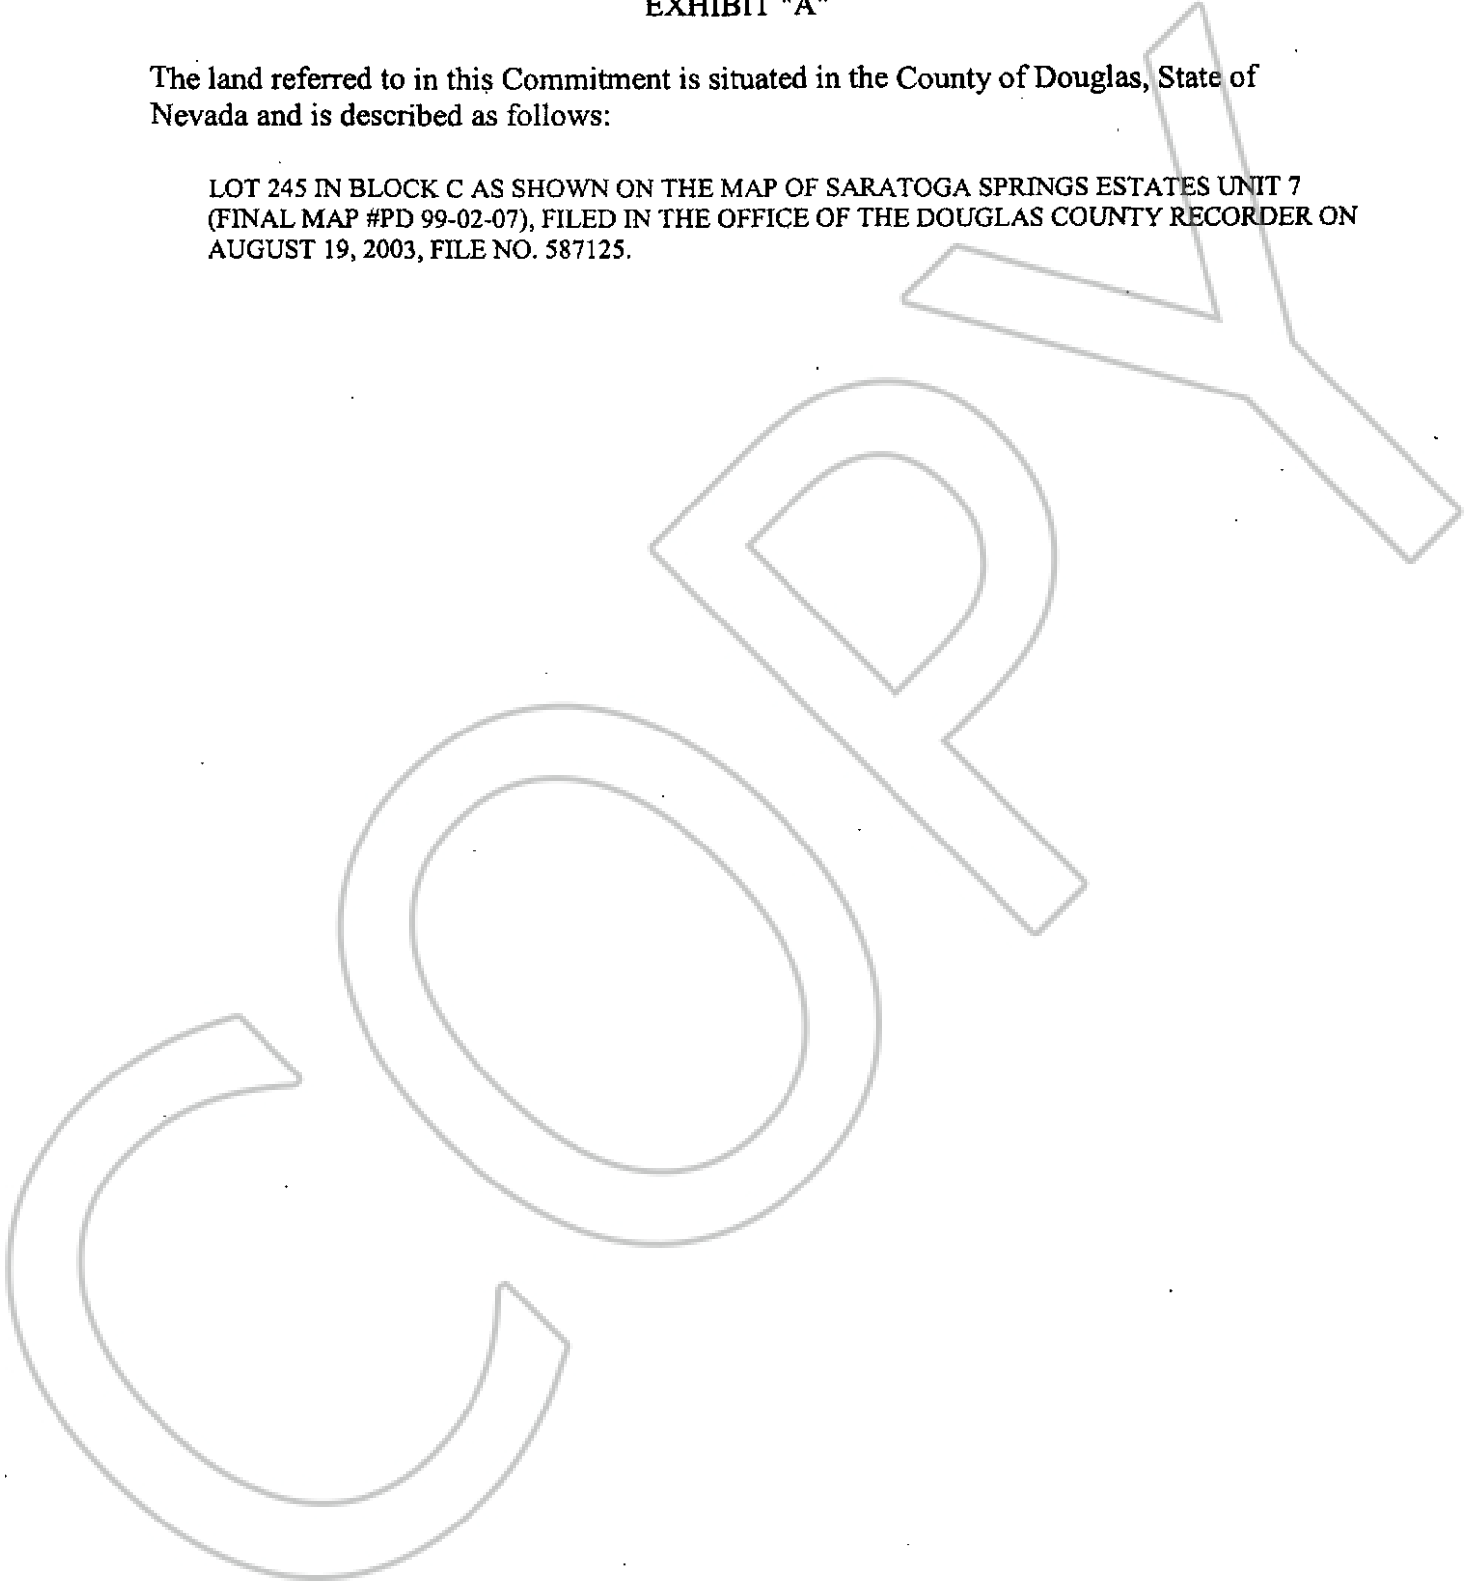 EXHIBIT "A"
The land referred to in this Commitment is situated in the County of Douglas, State of
Nevada and is described as follows:
LOT 245 IN BLOCK C AS SHOWN ON THE MAP OF SARATOGA SPRINGS ESTATES UNIT 7
(FINAL MAP #PD 99-02-07), FILED IN THE OFFICE OF THE DOUGLAS COUNTY RECORDER ON
AUGUST 19, 2003, FILE NO. 587125.
COPY